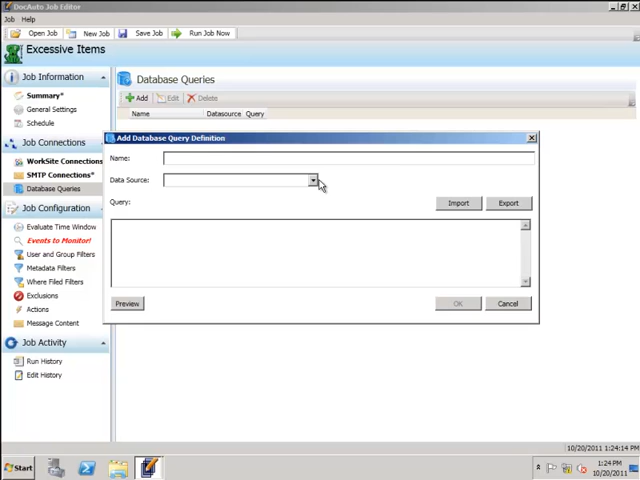 DocAuto Job Editor
Job Help
Open Job New Job Save Job Run Job Now
Excessive Items
Job Information
Summary*
General Settings
Schedule
Job Connections
WorkSite Connections
SMTP Connections*
Database Queries
Job Configuration
Evaluate Time Window
Events to Monitor!
User and Group Filters
Metadata Filters
Where Filed Filters
Exclusions
Actions
Message Content
Job Activity
Run History
Edit History
Database Queries
Add Edit Delete
Name Datasource Query
Add Database Query Definition
Name:
Data Source:
Query:
Import Export
Preview OK Cancel
10/20/2011 1:24:14 PM
Start
1:24 PM
10/20/2011